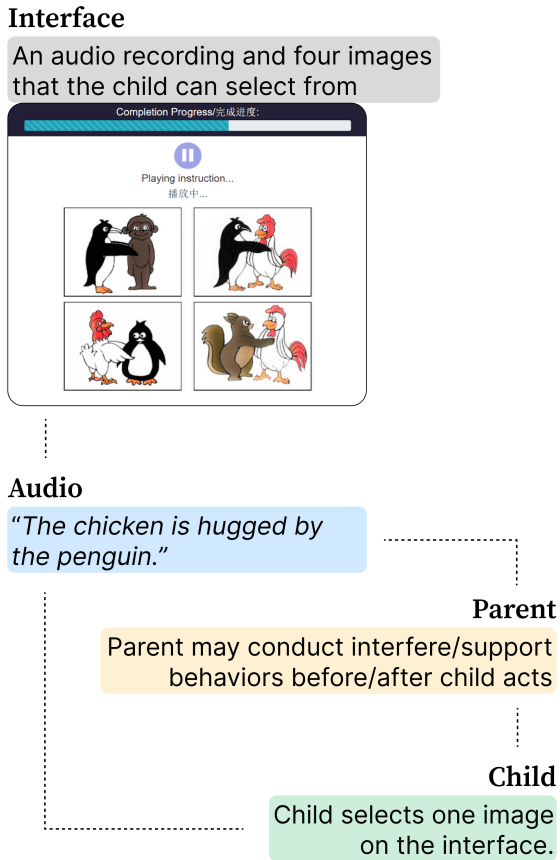 Interface
An audio recording and four images
that the child can select from
Completion Progress/完成进度:
Playing instruction...
播放中...
Audio
“The chicken is hugged by
the penguin.”
Parent
Parent may conduct interfere/support
behaviors before/after child acts
Child
Child selects one image
on the interface.